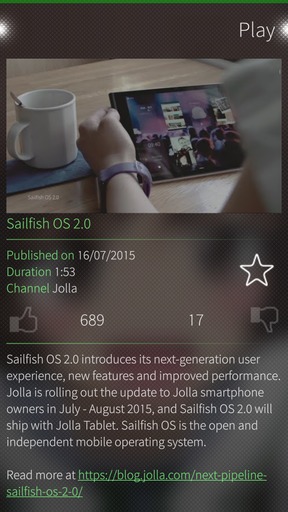 Play
Sailfish OS 2.0
Sailfish OS 2.0
Published on 16/07/2015
Duration 1:53
Channel Jolla
689 17
Sailfish OS 2.0 introduces its next-generation user
experience, new features and improved performance.
Jolla is rolling out the update to Jolla smartphone
owners in July - August 2015, and Sailfish OS 2.0 will
ship with Jolla Tablet. Sailfish OS is the open and
independent mobile operating system.
Read more at https://blog.jolla.com/next-pipeline-
sailfish-os-2-0/